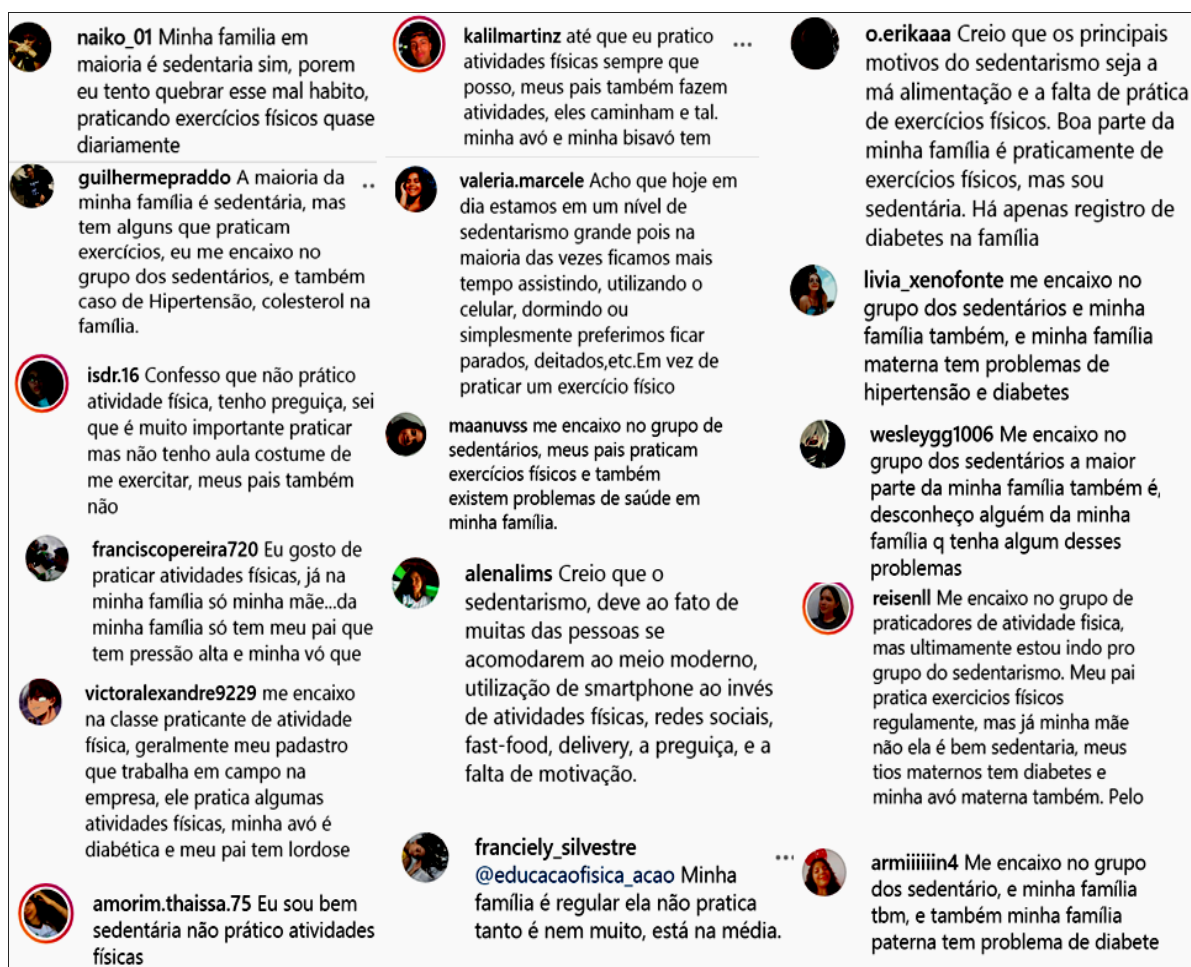 naiko_01 Minha familia em
maioria é sedentaria sim, porem
eu tento quebrar esse mal habito,
praticando exercícios físicos quase
diariamente
guilhermepraddo A maioria da
minha família é sedentária, mas
tem alguns que praticam
exercícios, eu me encaixo no
grupo dos sedentários, e também
caso de Hipertensão, colesterol na
família.
isdr.16 Confesso que não prático
atividade física, tenho preguiça, sei
que é muito importante praticar
mas não tenho aula costume de
me exercitar, meus pais também
não
franciscopereira720 Eu gosto de
praticar atividades físicas, já na
minha família só minha mãe...da
minha família só tem meu pai que
tem pressão alta e minha vó que
victoralexandre9229 me encaixo
na classe praticante de atividade
física, geralmente meu padastro
que trabalha em campo na
empresa, ele pratica algumas
atividades físicas, minha avó é
diabética e meu pai tem lordose
amorim.thaissa.75 Eu sou bem
sedentária não prático atividades
físicas
kalilmartinz até que eu pratico
atividades físicas sempre que
posso, meus pais também fazem
atividades, eles caminham e tal.
minha avó e minha bisavó tem
valeria.marcele Acho que hoje em
dia estamos em um nível de
sedentarismo grande pois na
maioria das vezes ficamos mais
tempo assistindo, utilizando o
celular, dormindo ou
simplesmente preferimos ficar
parados, deitados,etc.Em vez de
praticar um exercício físico
maanuvss me encaixo no grupo de
sedentários, meus pais praticam
exercícios físicos e também
existem problemas de saúde em
minha família.
alenalims Creio que o
sedentarismo, deve ao fato de
muitas das pessoas se
acomodarem ao meio moderno,
utilização de smartphone ao invés
de atividades físicas, redes sociais,
fast-food, delivery, a preguiça, e a
falta de motivação.
franciely_silvestre
@educacaofisica_acao Minha
família é regular ela não pratica
tanto é nem muito, está na média.
o.erikaaa Creio que os principais
motivos do sedentarismo seja a
má alimentação e a falta de prática
de exercícios físicos. Boa parte da
minha família é praticamente de
exercícios físicos, mas sou
sedentária. Há apenas registro de
diabetes na família
livia_xenofonte me encaixo no
grupo dos sedentários e minha
família também, e minha família
materna tem problemas de
hipertensão e diabetes
wesleygg1006 Me encaixo no
grupo dos sedentários a maior
parte da minha família também é,
desconheço alguém da minha
família q tenha algum desses
problemas
reisenll Me encaixo no grupo de
praticadores de atividade fisica,
mas ultimamente estou indo pro
grupo do sedentarismo. Meu pai
pratica exercicios físicos
regularmente, mas já minha mãe
não ela é bem sedentaria, meus
tios maternos tem diabetes e
minha avó materna também. Pelo
armiiiiiin4 Me encaixo no grupo
dos sedentário, e minha família
tbm, e também minha família
paterna tem problema de diabete